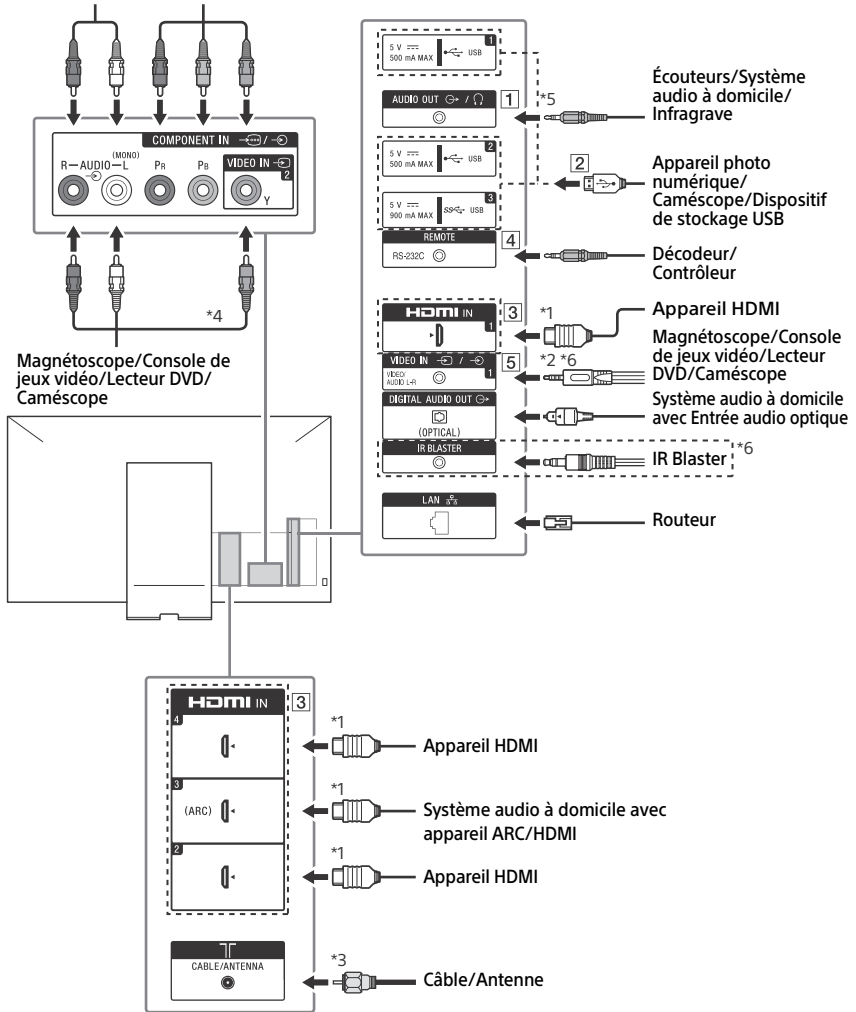 5 V
500 mA MAX
USB
1
AUDIO OUT
/
1
*5
Écouteurs/Système
audio à domicile/
Infragrave
5 V
500 mA MAX
USB
2
2
Appareil photo
numérique/
Caméscope/Dispositif
de stockage USB
5 V
900 mA MAX
SS
USB
3
REMOTE
RS-232C
4
Décodeur/
Contrôleur
HDMI IN
1
3
*1
Appareil HDMI
VIDEO IN
/
VIDEO/
AUDIO L-R
1
5
*2 *6
Magnétoscope/Console
de jeux vidéo/Lecteur
DVD/Caméscope
DIGITAL AUDIO OUT
(OPTICAL)
Système audio à domicile
avec Entrée audio optique
IR BLASTER
IR Blaster
*6
LAN
Routeur
COMPONENT IN
/
R—AUDIO—L
(MONO)
PR
PB
VIDEO IN
2
Y
*4
Magnétoscope/Console de
jeux vidéo/Lecteur DVD/
Caméscope
HDMI IN
3
4
*1
Appareil HDMI
3
(ARC)
*1
Système audio à domicile avec
appareil ARC/HDMI
2
*1
Appareil HDMI
CABLE/ANTENNA
*3
Câble/Antenne